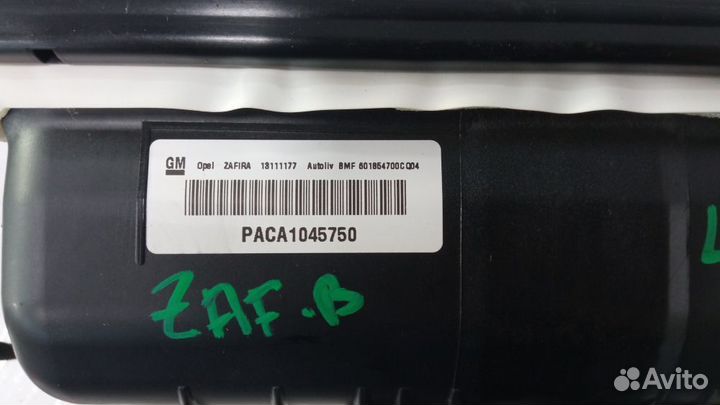 GM Opel ZAFIRA 13111177 Autoliv BMF 601854700CQ04
PACA1045750
ZAF.B
L
Avito